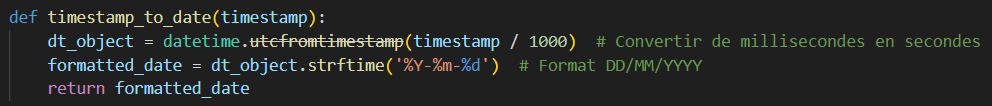 def timestamp_to_date(timestamp):
    dt_object = datetime.utcfromtimestamp(timestamp / 1000)  # Convertir de millisecondes en secondes
    formatted_date = dt_object.strftime('%Y-%m-%d')  # Format DD/MM/YYYY
    return formatted_date